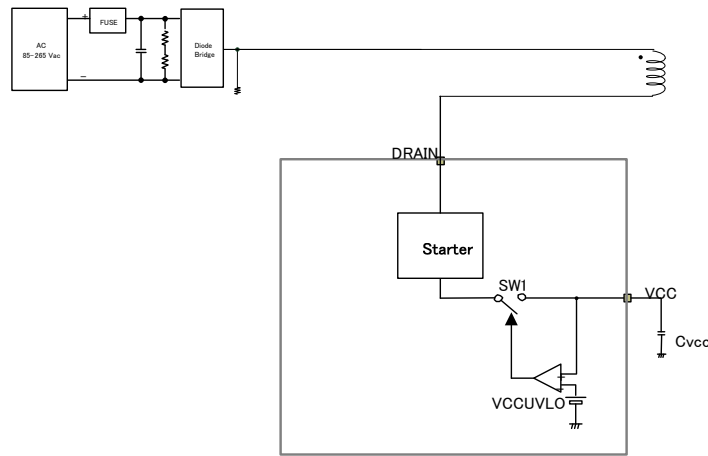 FUSE
AC
85-265 Vac
Diode
Bridge
+
−
DRAIN
Starter
SW1
VCC
Cvcc
+
−
VCCUVLO